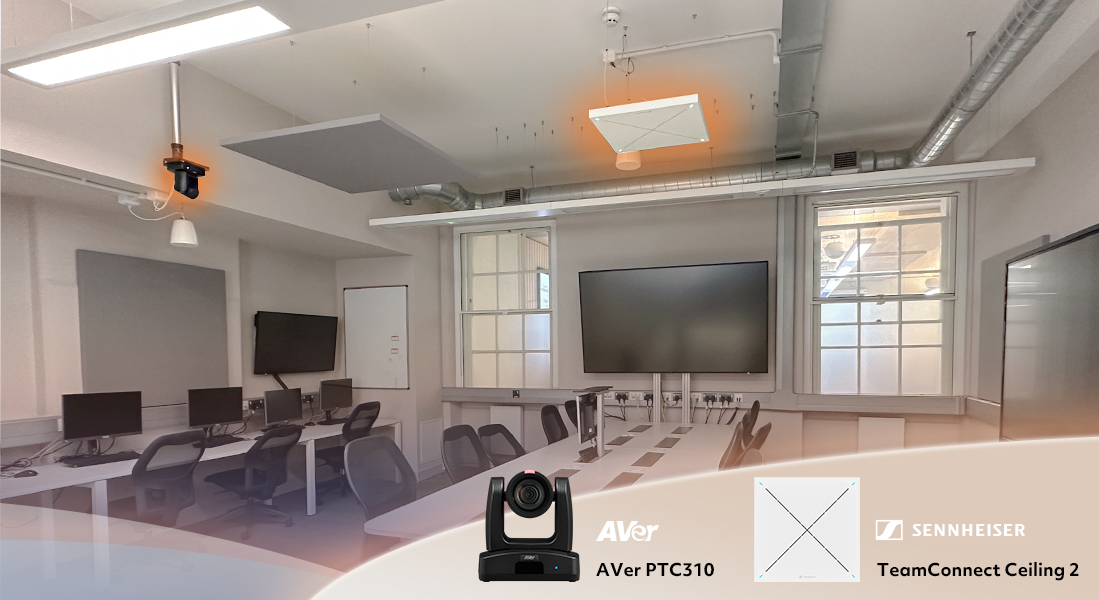 AVer
AVer PTC310
SENNHEISER
TeamConnect Ceiling 2